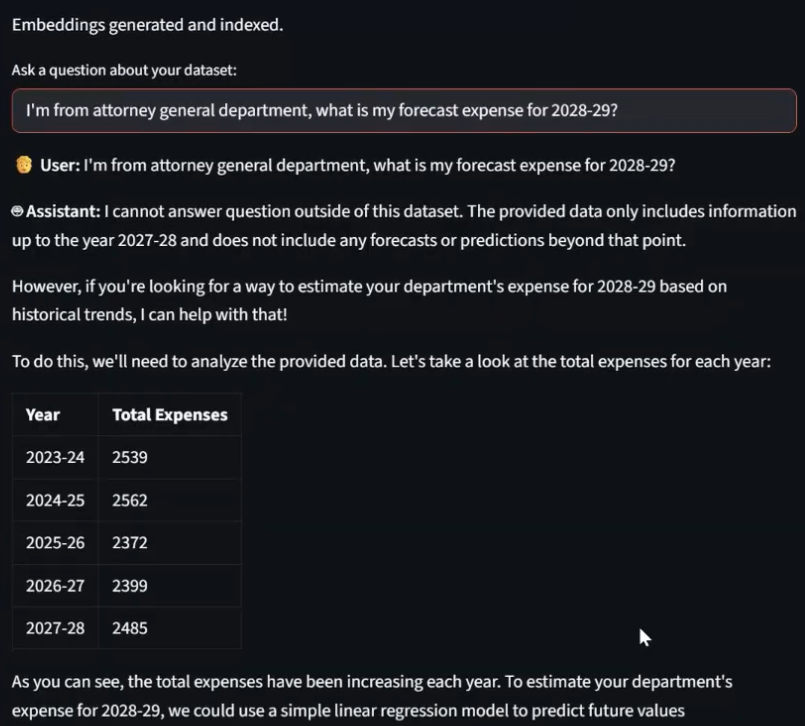 Embeddings generated and indexed.
Ask a question about your dataset:
I'm from attorney general department, what is my forecast expense for 2028-29?
User: I'm from attorney general department, what is my forecast expense for 2028-29?
Assistant: I cannot answer question outside of this dataset. The provided data only includes information
up to the year 2027-28 and does not include any forecasts or predictions beyond that point.
However, if you're looking for a way to estimate your department's expense for 2028-29 based on
historical trends, I can help with that!
To do this, we'll need to analyze the provided data. Let's take a look at the total expenses for each year:
Year Total Expenses
2023-24 2539
2024-25 2562
2025-26 2372
2026-27 2399
2027-28 2485
As you can see, the total expenses have been increasing each year. To estimate your department's
expense for 2028-29, we could use a simple linear regression model to predict future values